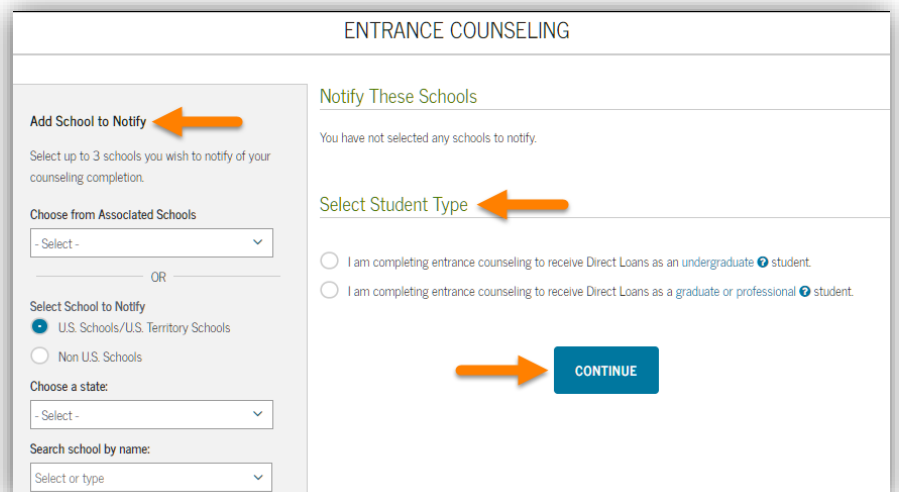 ENTRANCE COUNSELING
Add School to Notify
Select up to 3 schools you wish to notify of your
counseling completion.
Choose from Associated Schools
- Select -
OR
Select School to Notify
U.S. Schools/U.S. Territory Schools
Non U.S. Schools
Choose a state:
- Select -
Search school by name:
Select or type
Notify These Schools
You have not selected any schools to notify.
Select Student Type
I am completing entrance counseling to receive Direct Loans as an undergraduate ? student.
I am completing entrance counseling to receive Direct Loans as a graduate or professional ? student.
CONTINUE